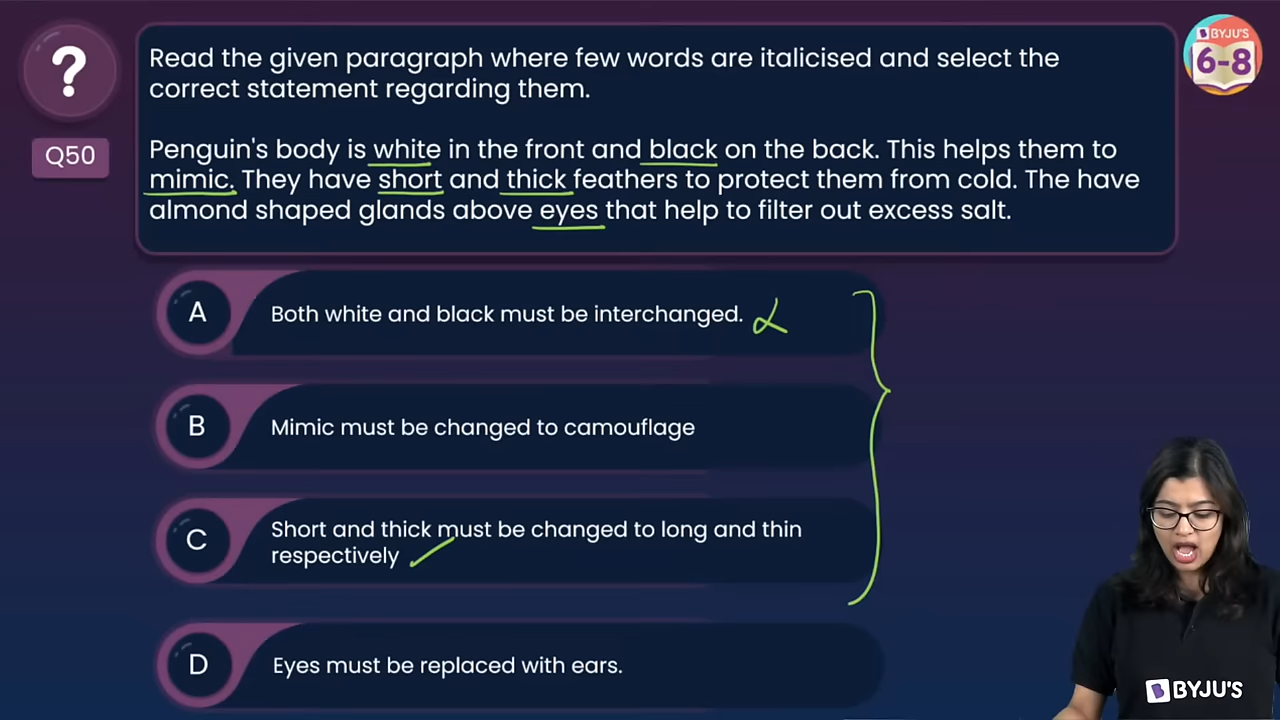 ?
BYJU'S
6-8
Q50
Read the given paragraph where few words are italicised and select the
correct statement regarding them.
Penguin's body is white in the front and black on the back. This helps them to
mimic. They have short and thick feathers to protect them from cold. The have
almond shaped glands above eyes that help to filter out excess salt.
A
Both white and black must be interchanged.
B
Mimic must be changed to camouflage
C
Short and thick must be changed to long and thin
respectively
D
Eyes must be replaced with ears.
BYJU'S